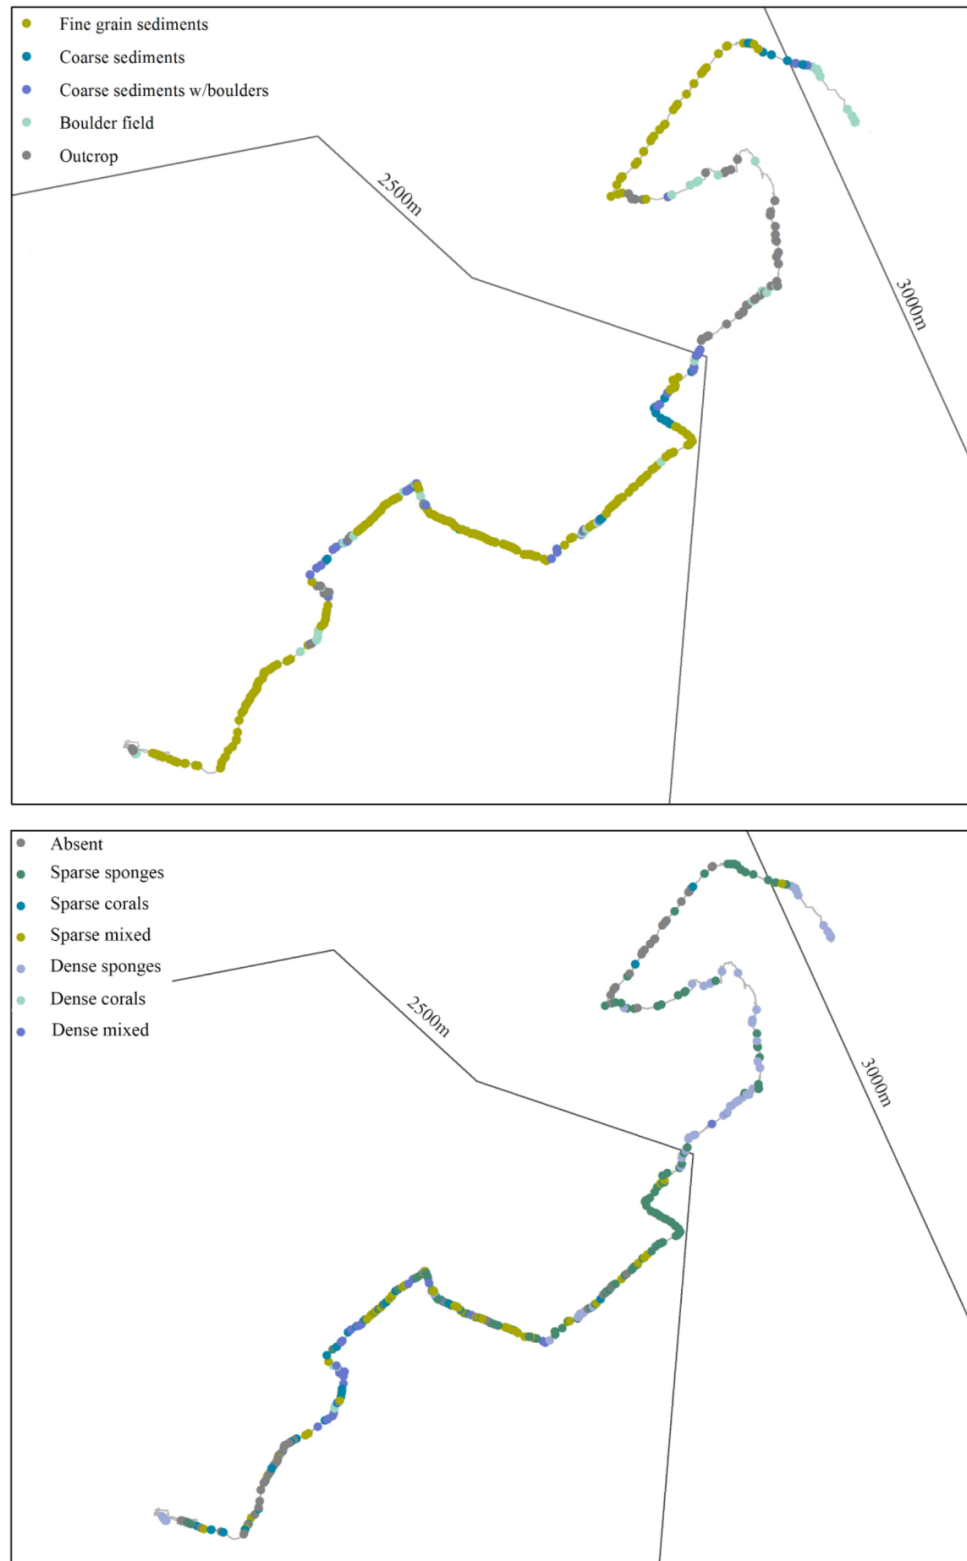 Fine grain sediments
Coarse sediments
Coarse sediments w/boulders
Boulder field
Outcrop
2500m
3000m
Absent
Sparse sponges
Sparse corals
Sparse mixed
Dense sponges
Dense corals
Dense mixed
2500m
3000m